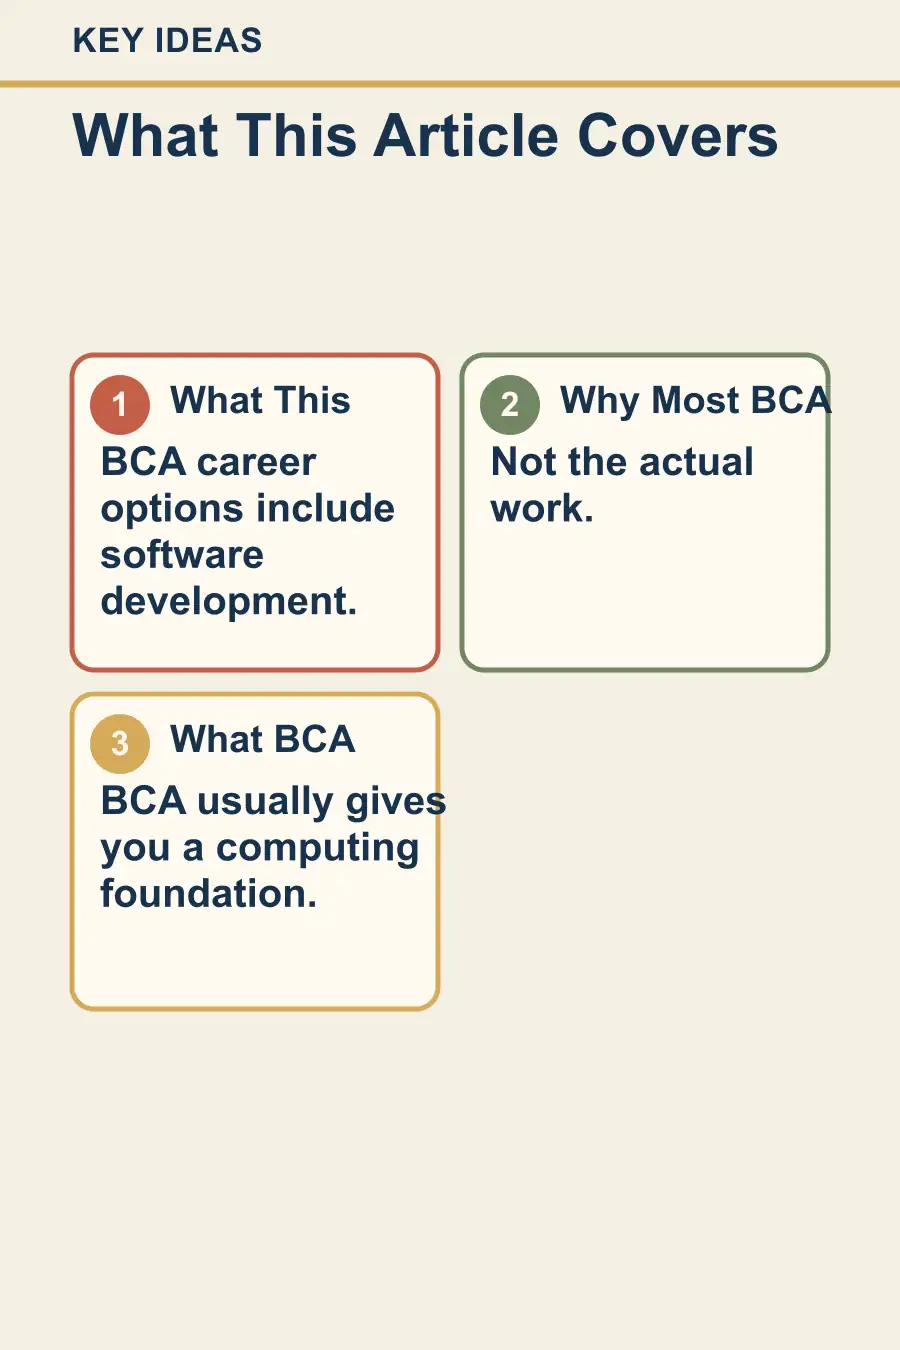 KEY IDEAS
What This Article Covers
1 What This
BCA career
options include
software
development.
2 Why Most BCA
Not the actual
work.
3 What BCA
BCA usually gives
you a computing
foundation.